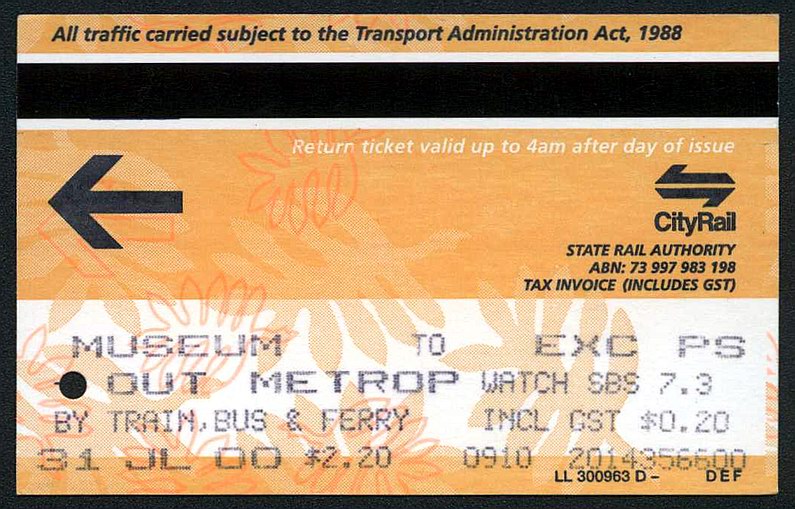 All traffic carried subject to the Transport Administration Act, 1988
Return ticket valid up to 4am after day of issue
CityRail
STATE RAIL AUTHORITY
ABN: 73 997 983 198
TAX INVOICE (INCLUDES GST)
MUSEUM TO EXC PS
OUT METROP WATCH SBS 7.3
BY TRAIN, BUS & FERRY INCL GST $0.20
31 JL 00 $2.20 0910 2014356600
LL 300963 D – DEF